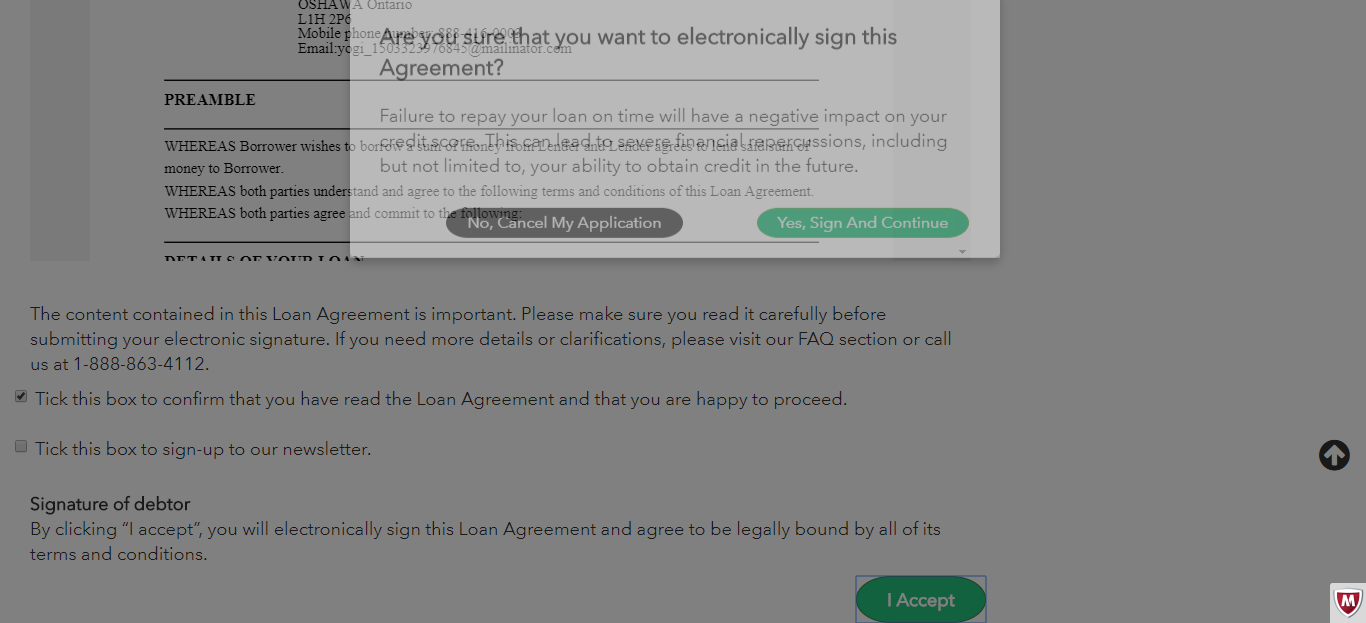 OSHAWA Ontario
L1H 2P6
Mobile phone number: 888-416-0002
Email:yogi_1503323976845@mailinator.com
Are you sure that you want to electronically sign this
Agreement?
PREAMBLE
Failure to repay your loan on time will have a negative impact on your
credit score. This can lead to severe financial repercussions, including
but not limited to, your ability to obtain credit in the future.
WHEREAS Borrower wishes to borrow a sum of money from Lender and Lender agrees to lend said sum of
money to Borrower.
WHEREAS both parties understand and agree to the following terms and conditions of this Loan Agreement.
WHEREAS both parties agree and commit to the following:
No, Cancel My Application
Yes, Sign And Continue
DETAILS OF YOUR LOAN
The content contained in this Loan Agreement is important. Please make sure you read it carefully before
submitting your electronic signature. If you need more details or clarifications, please visit our FAQ section or call
us at 1-888-863-4112.
Tick this box to confirm that you have read the Loan Agreement and that you are happy to proceed.
Tick this box to sign-up to our newsletter.
Signature of debtor
By clicking “I accept”, you will electronically sign this Loan Agreement and agree to be legally bound by all of its
terms and conditions.
I Accept
M